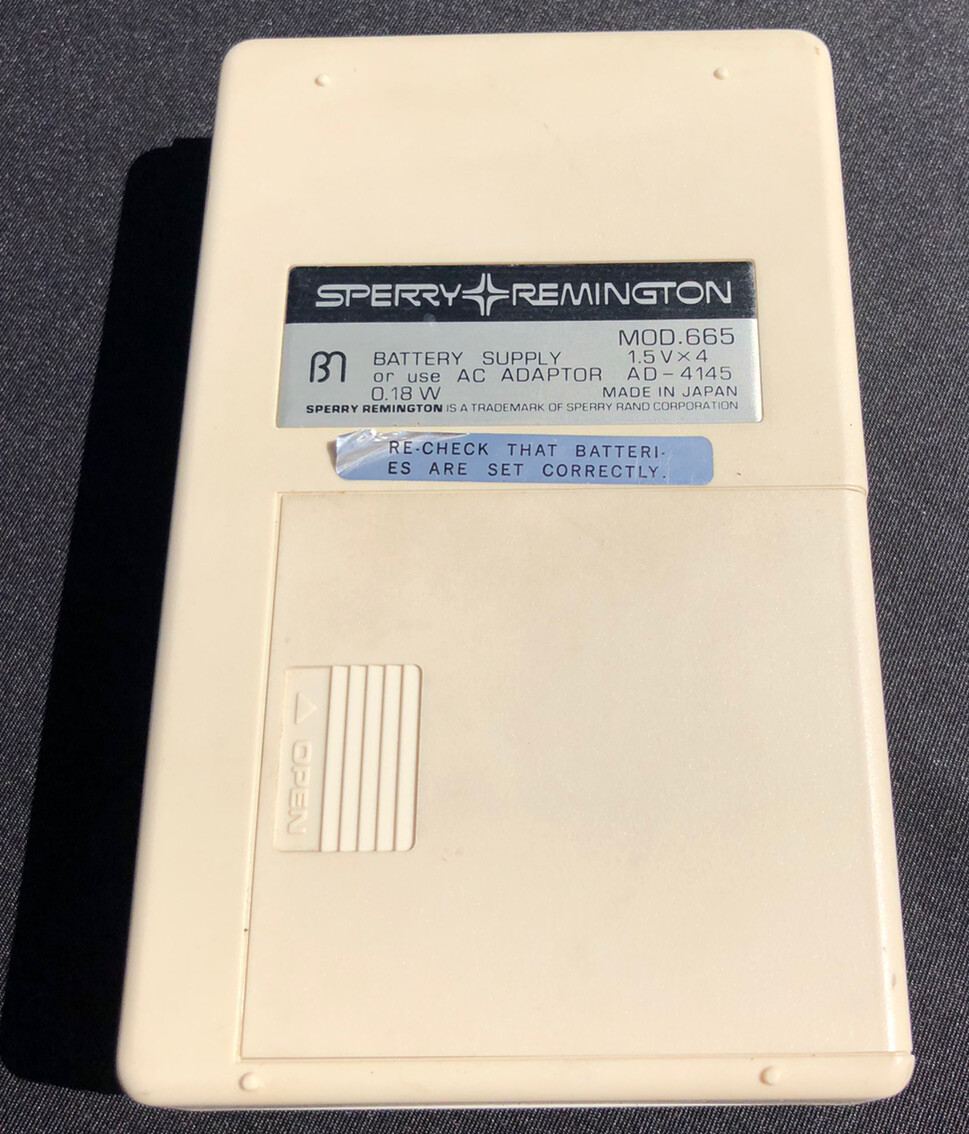 SPERRY REMINGTON
MOD.665
BATTERY SUPPLY 1.5V×4
or use AC ADAPTOR AD-4145
0.18 W MADE IN JAPAN
SPERRY REMINGTON IS A TRADEMARK OF SPERRY RAND CORPORATION
RE-CHECK THAT BATTERI-
ES ARE SET CORRECTLY.
OPEN